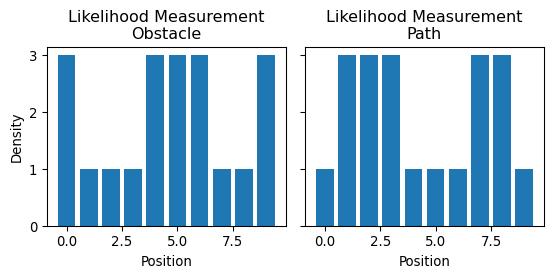 Likelihood Measurement
Obstacle
Likelihood Measurement
Path
3
2
1
0
Density
0.0 2.5 5.0 7.5
Position
0.0 2.5 5.0 7.5
Position